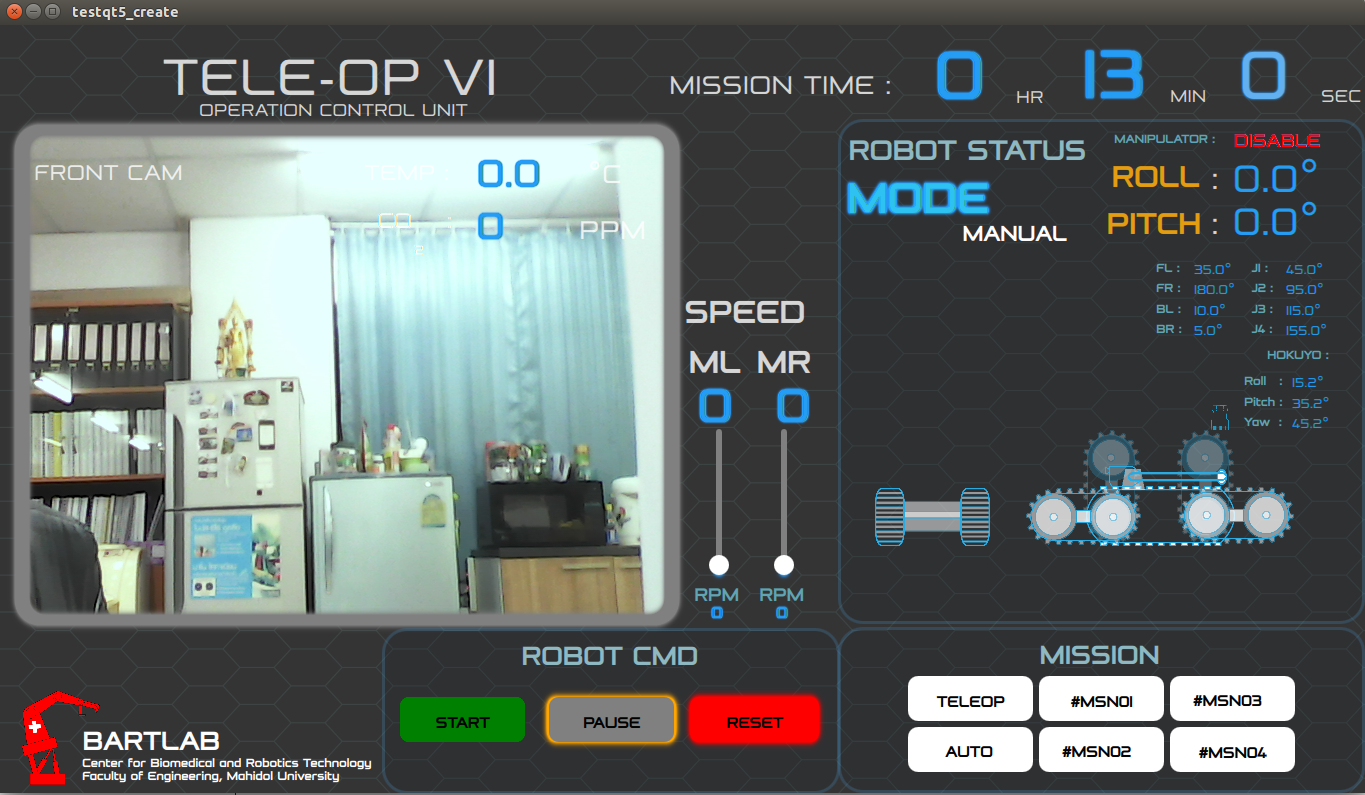 testqt5_create
TELE-OP VI
OPERATION CONTROL UNIT
MISSION TIME : 0 HR 13 MIN 0 SEC
FRONT CAM
TEMP 0.0 °C
CO 0 PPM
SPEED
ML MR
0 0
RPM RPM
0 0
ROBOT STATUS
MODE
MANUAL
MANIPULATOR : DISABLE
ROLL : 0.0°
PITCH : 0.0°
FL : 35.0° J1 : 45.0°
FR : 180.0° J2 : 95.0°
BL : 10.0° J3 : 115.0°
BR : 5.0° J4 : 155.0°
HOKUYO :
Roll : 15.2°
Pitch : 35.2°
Yaw : 45.2°
BARTLAB
Center for Biomedical and Robotics Technology
Faculty of Engineering, Mahidol University
ROBOT CMD
START PAUSE RESET
MISSION
TELEOP #MSN01 #MSN03
AUTO #MSN02 #MSN04